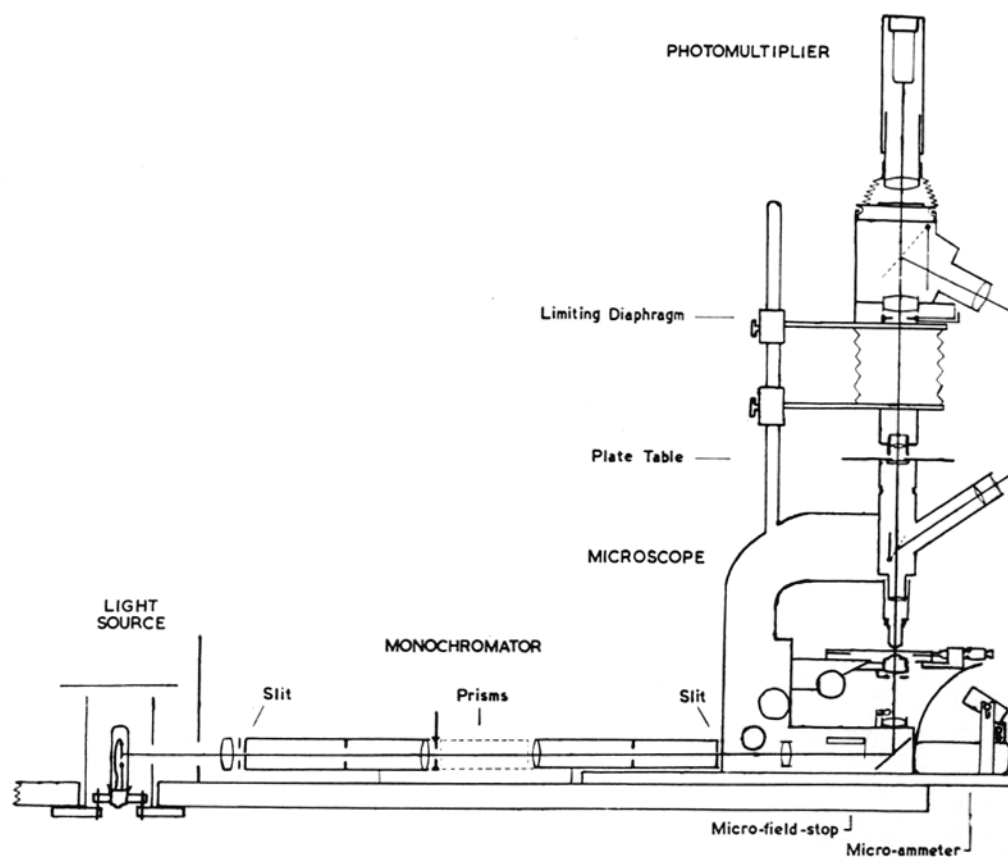 PHOTOMULTIPLIER
Limiting Diaphragm
Plate Table
MICROSCOPE
LIGHT
SOURCE
MONOCHROMATOR
Slit
Prisms
Slit
Micro-field-stop
Micro-ammeter